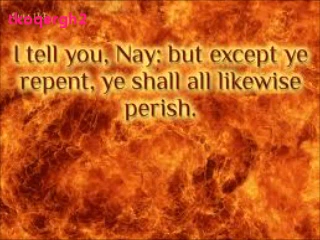 I tell you, Nay: but except ye
repent, ye shall all likewise
perish.